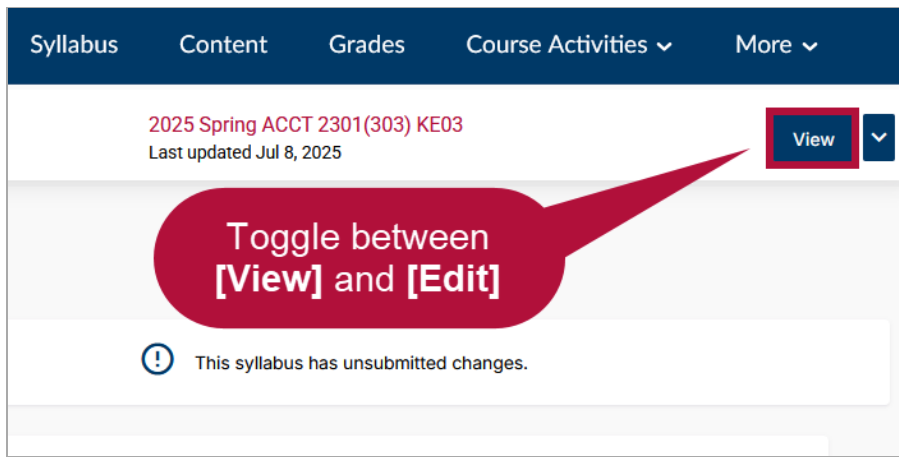 Syllabus Content Grades Course Activities More
2025 Spring ACCT 2301(303) KE03
Last updated Jul 8, 2025
View
Toggle between
[View] and [Edit]
This syllabus has unsubmitted changes.